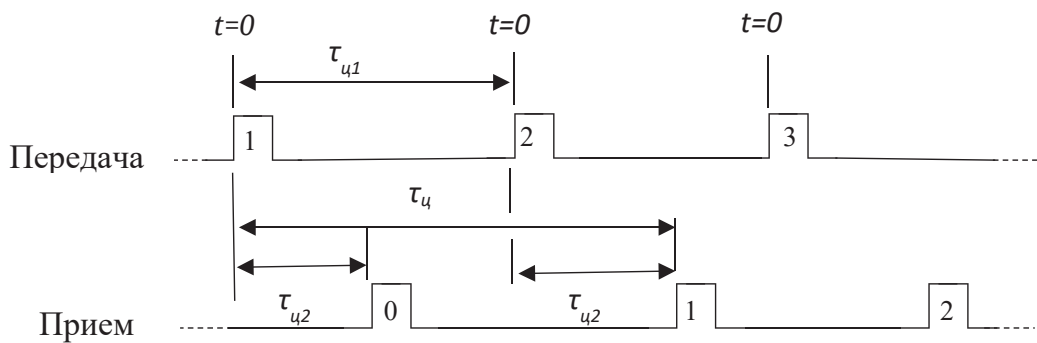 t=0 t=0 t=0
τц1
1 2 3
Передача
τц
τц2 τц2
0 1 2
Прием